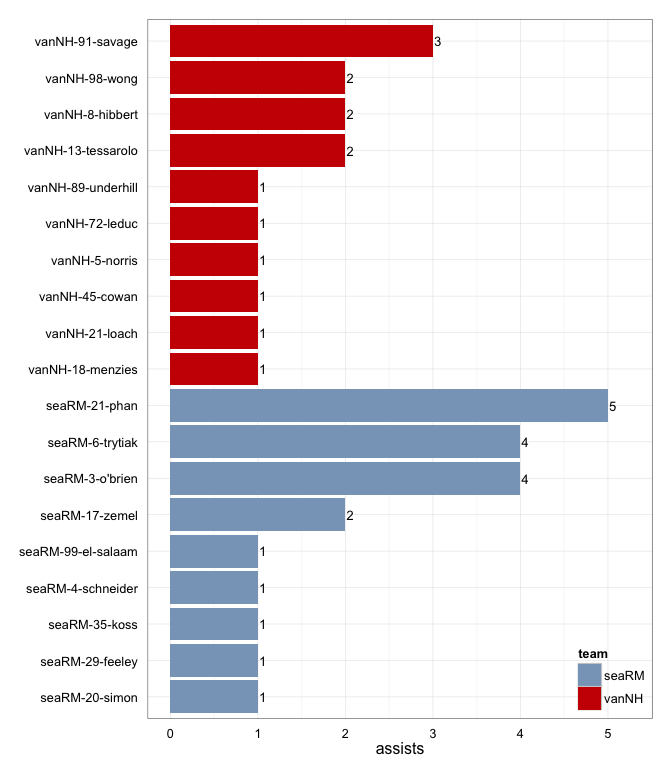 vanNH-91-savage 3
vanNH-98-wong 2
vanNH-8-hibbert 2
vanNH-13-tessarolo 2
vanNH-89-underhill 1
vanNH-72-leduc 1
vanNH-5-norris 1
vanNH-45-cowan 1
vanNH-21-loach 1
vanNH-18-menzies 1
seaRM-21-phan 5
seaRM-6-trytiak 4
seaRM-3-o'brien 4
seaRM-17-zemel 2
seaRM-99-el-salaam 1
seaRM-4-schneider 1
seaRM-35-koss 1
seaRM-29-feeley 1
seaRM-20-simon 1
team
seaRM
vanNH
0 1 2 3 4 5
assists